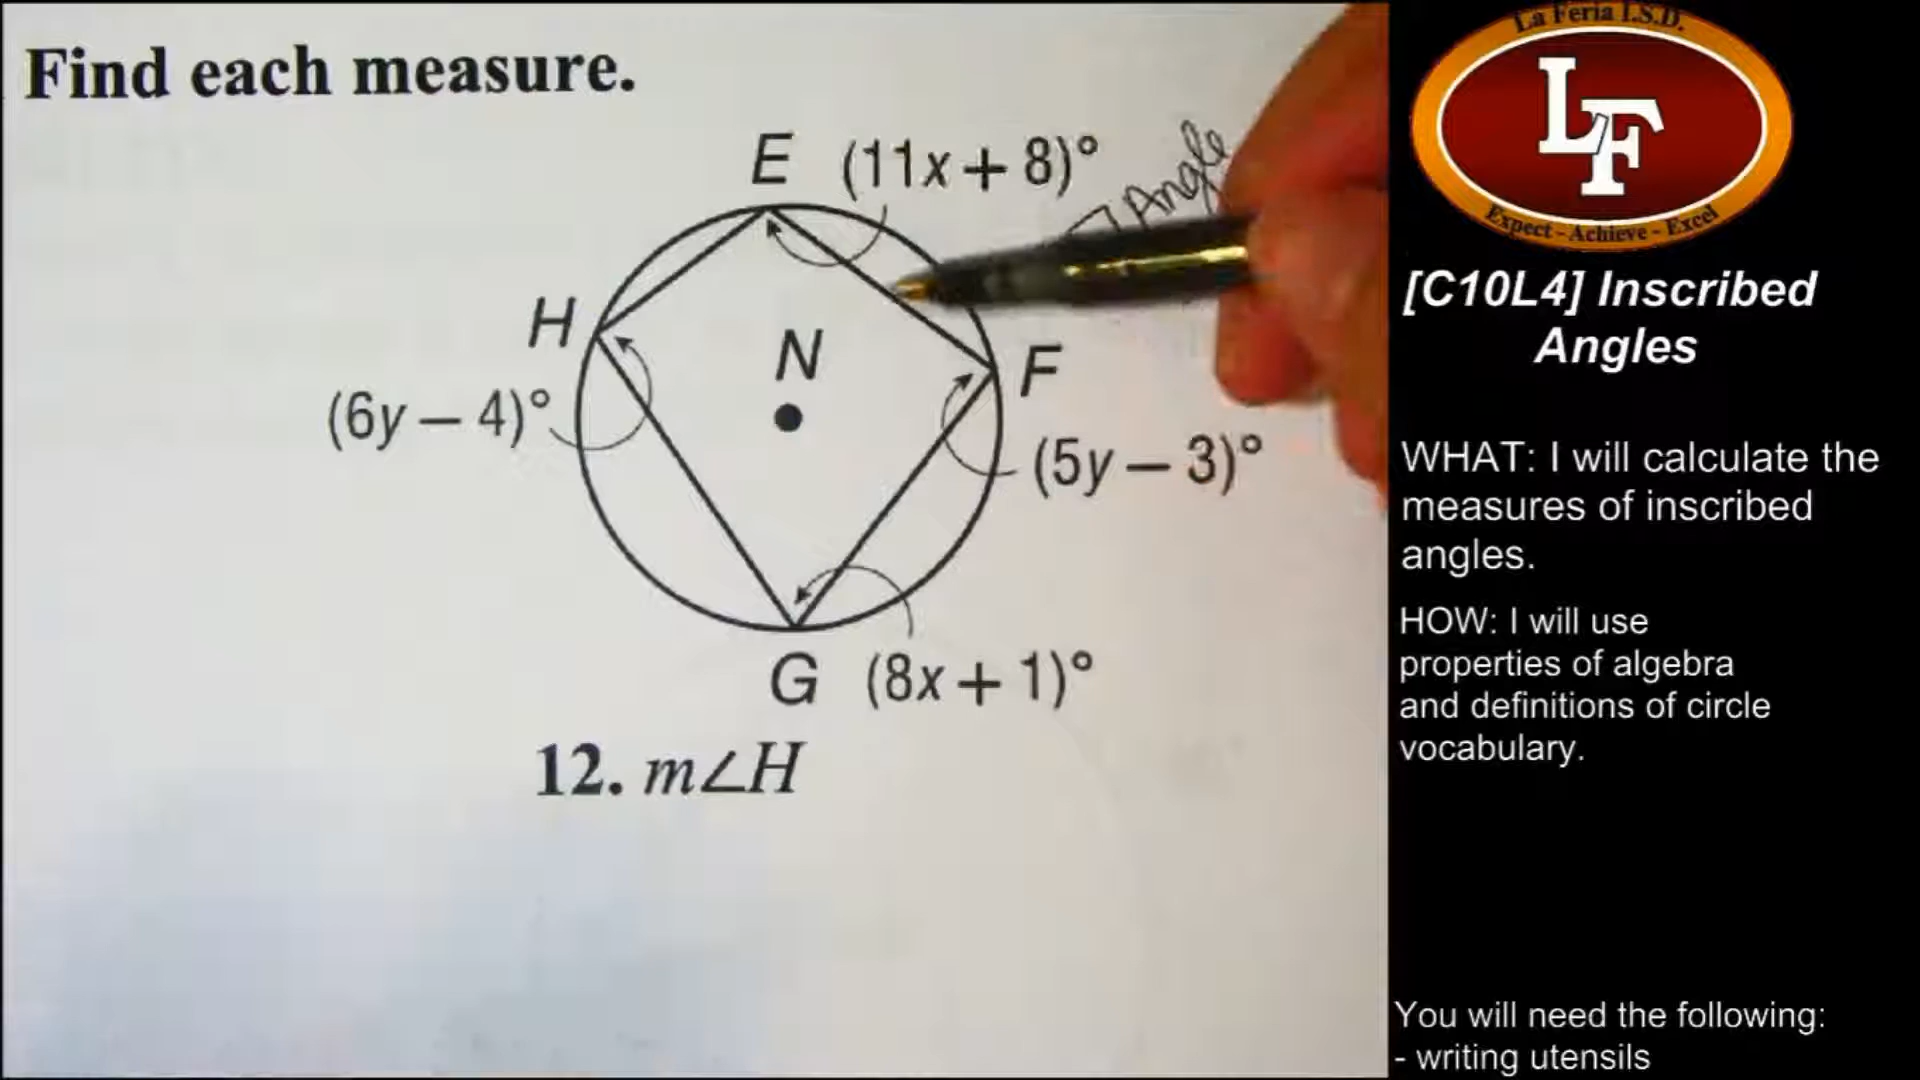 Find each measure.
E (11x + 8)°
Angle
H
N
F
(6y – 4)°
(5y – 3)°
G (8x + 1)°
12. m∠H
La Feria I.S.D.
LF
Expect - Achieve - Excel
[C10L4] Inscribed
Angles
WHAT: I will calculate the
measures of inscribed
angles.
HOW: I will use
properties of algebra
and definitions of circle
vocabulary.
You will need the following:
- writing utensils